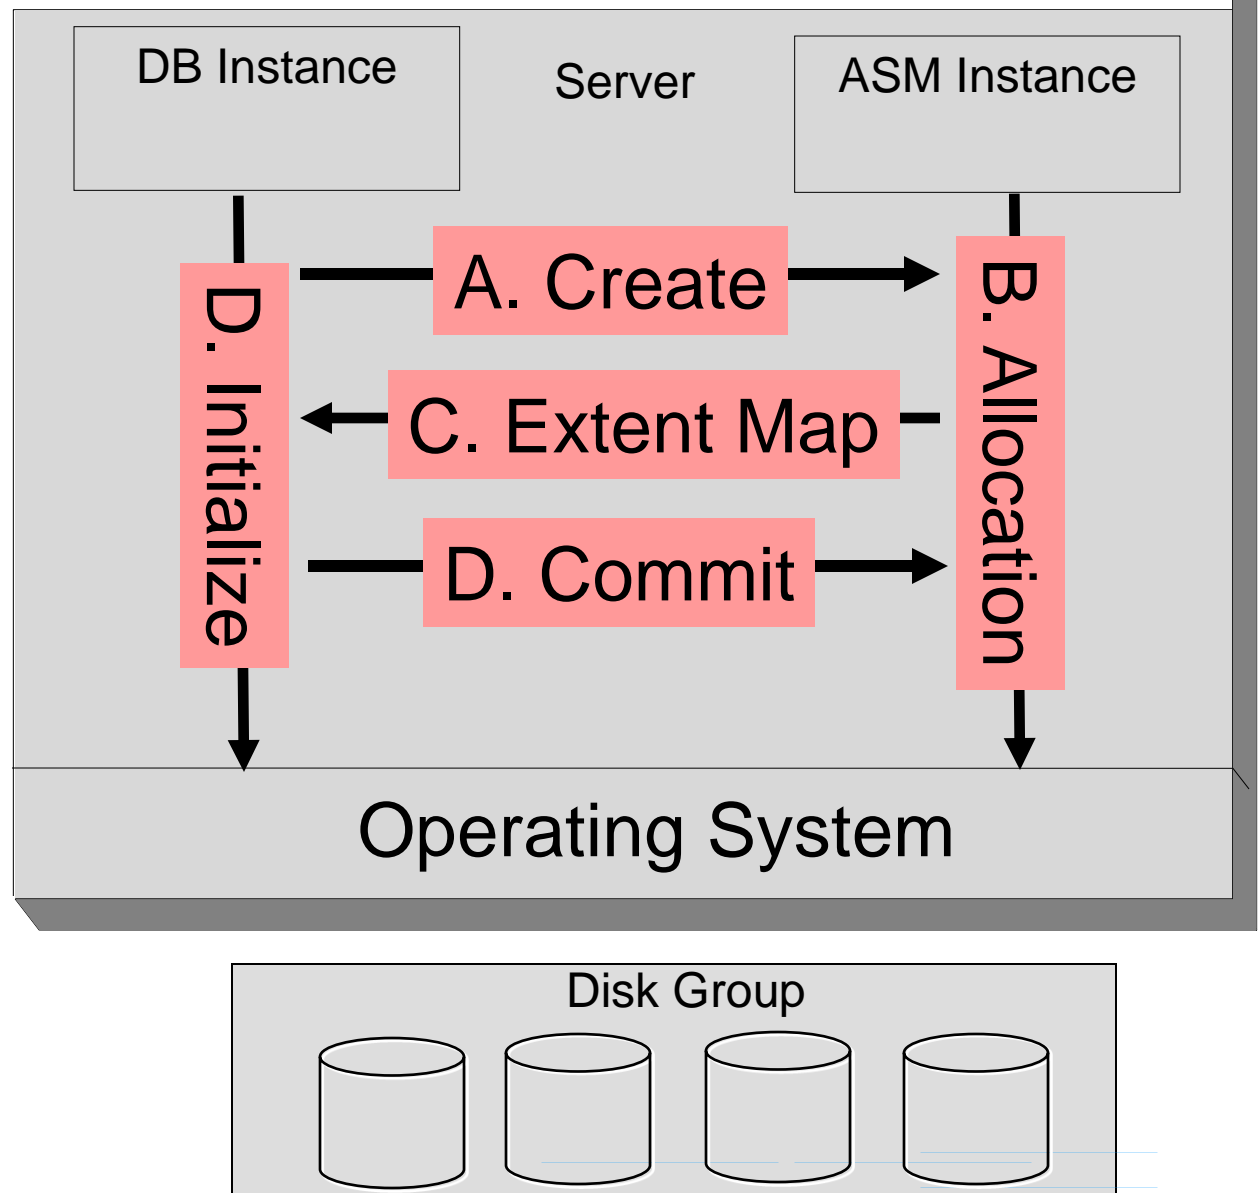 DB Instance
Server
ASM Instance
A. Create
B. Allocation
C. Extent Map
D. Initialize
D. Commit
Operating System
Disk Group